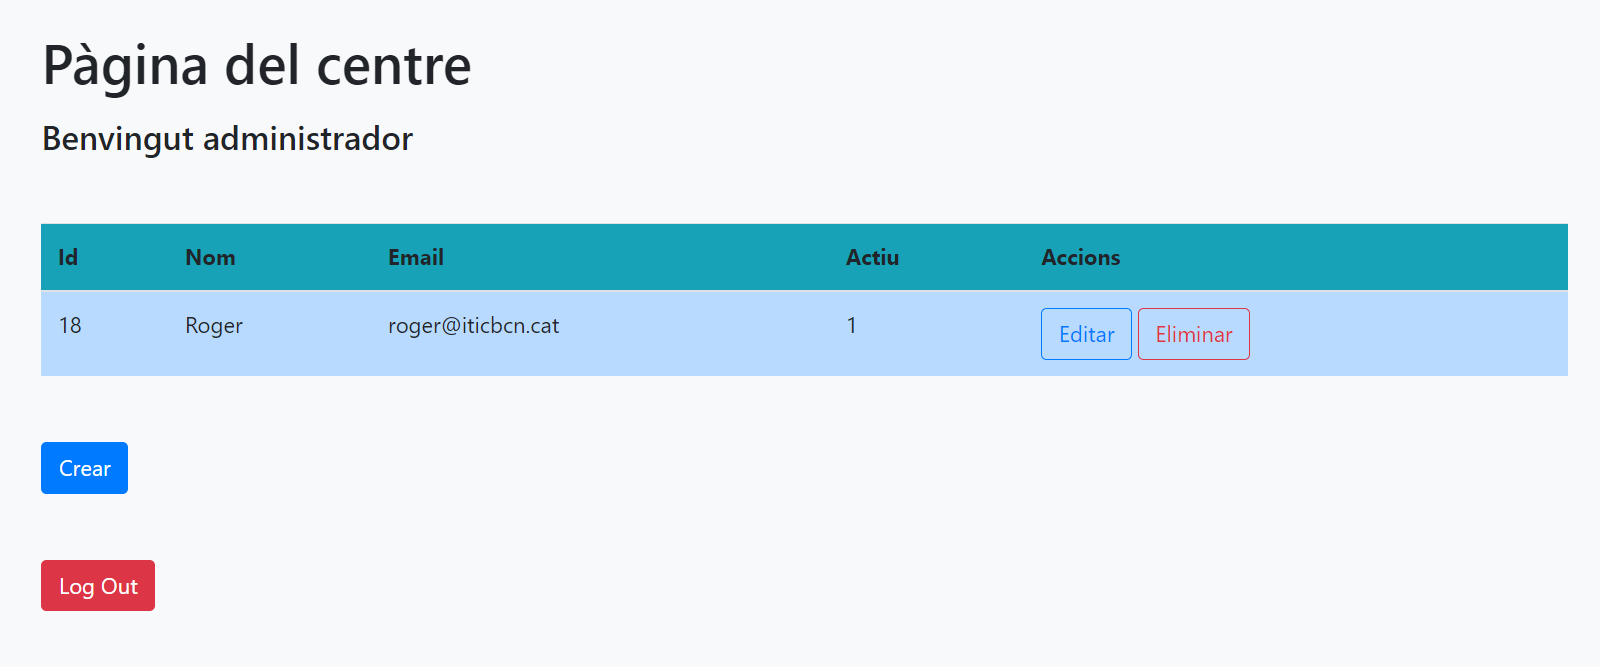 Pàgina del centre
Benvingut administrador
Id Nom Email Actiu Accions
18 Roger roger@iticbcn.cat 1 Editar Eliminar
Crear
Log Out